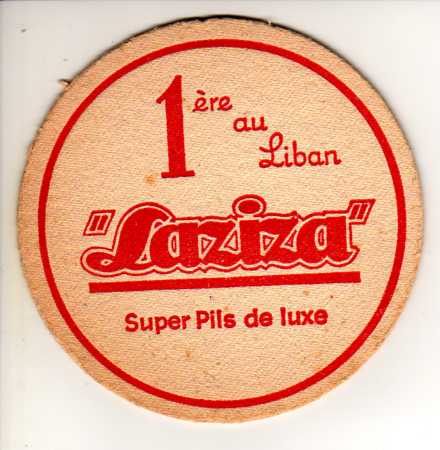 1ère
au
Liban
"Laziza"
Super Pils de luxe